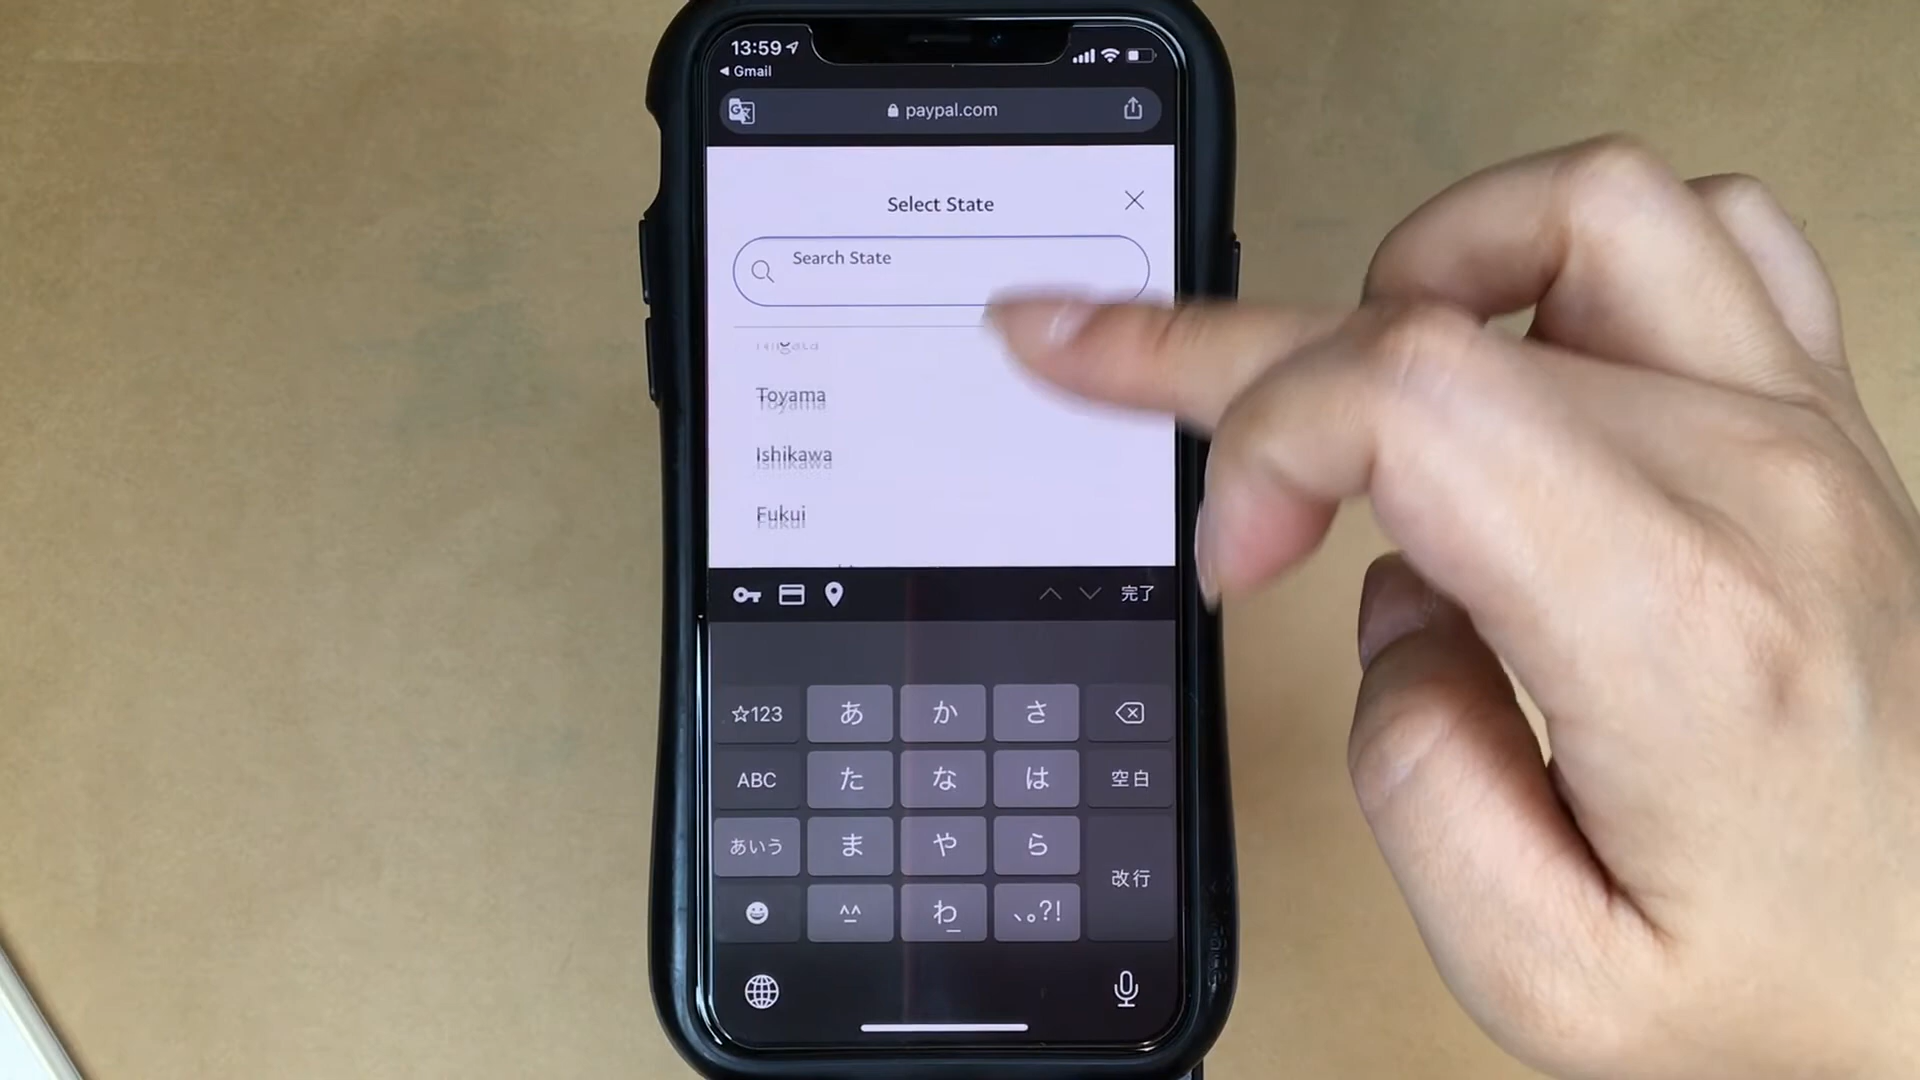 13:59
◀ Gmail
paypal.com
Select State
Search State
Niigata
Toyama
Ishikawa
Fukui
完了
☆123 あ か さ
ABC た な は 空白
あいう ま や ら
改行
^^ わ 、。?!